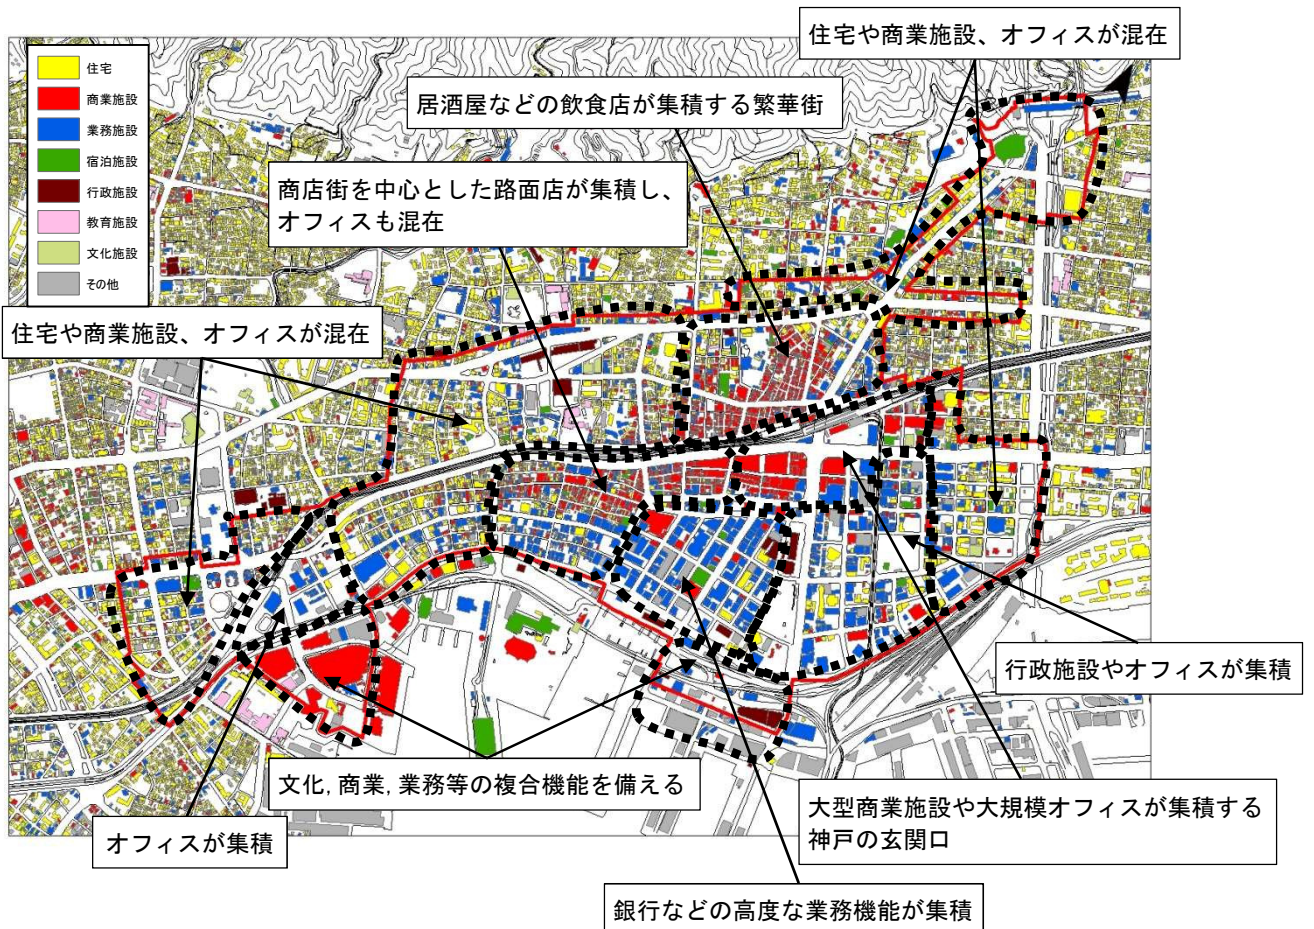 住宅や商業施設、オフィスが混在
住宅
商業施設
業務施設
宿泊施設
行政施設
教育施設
文化施設
その他
居酒屋などの飲食店が集積する繁華街
商店街を中心とした路面店が集積し、
オフィスも混在
住宅や商業施設、オフィスが混在
行政施設やオフィスが集積
文化,商業,業務等の複合機能を備える
大型商業施設や大規模オフィスが集積する
神戸の玄関口
オフィスが集積
銀行などの高度な業務機能が集積